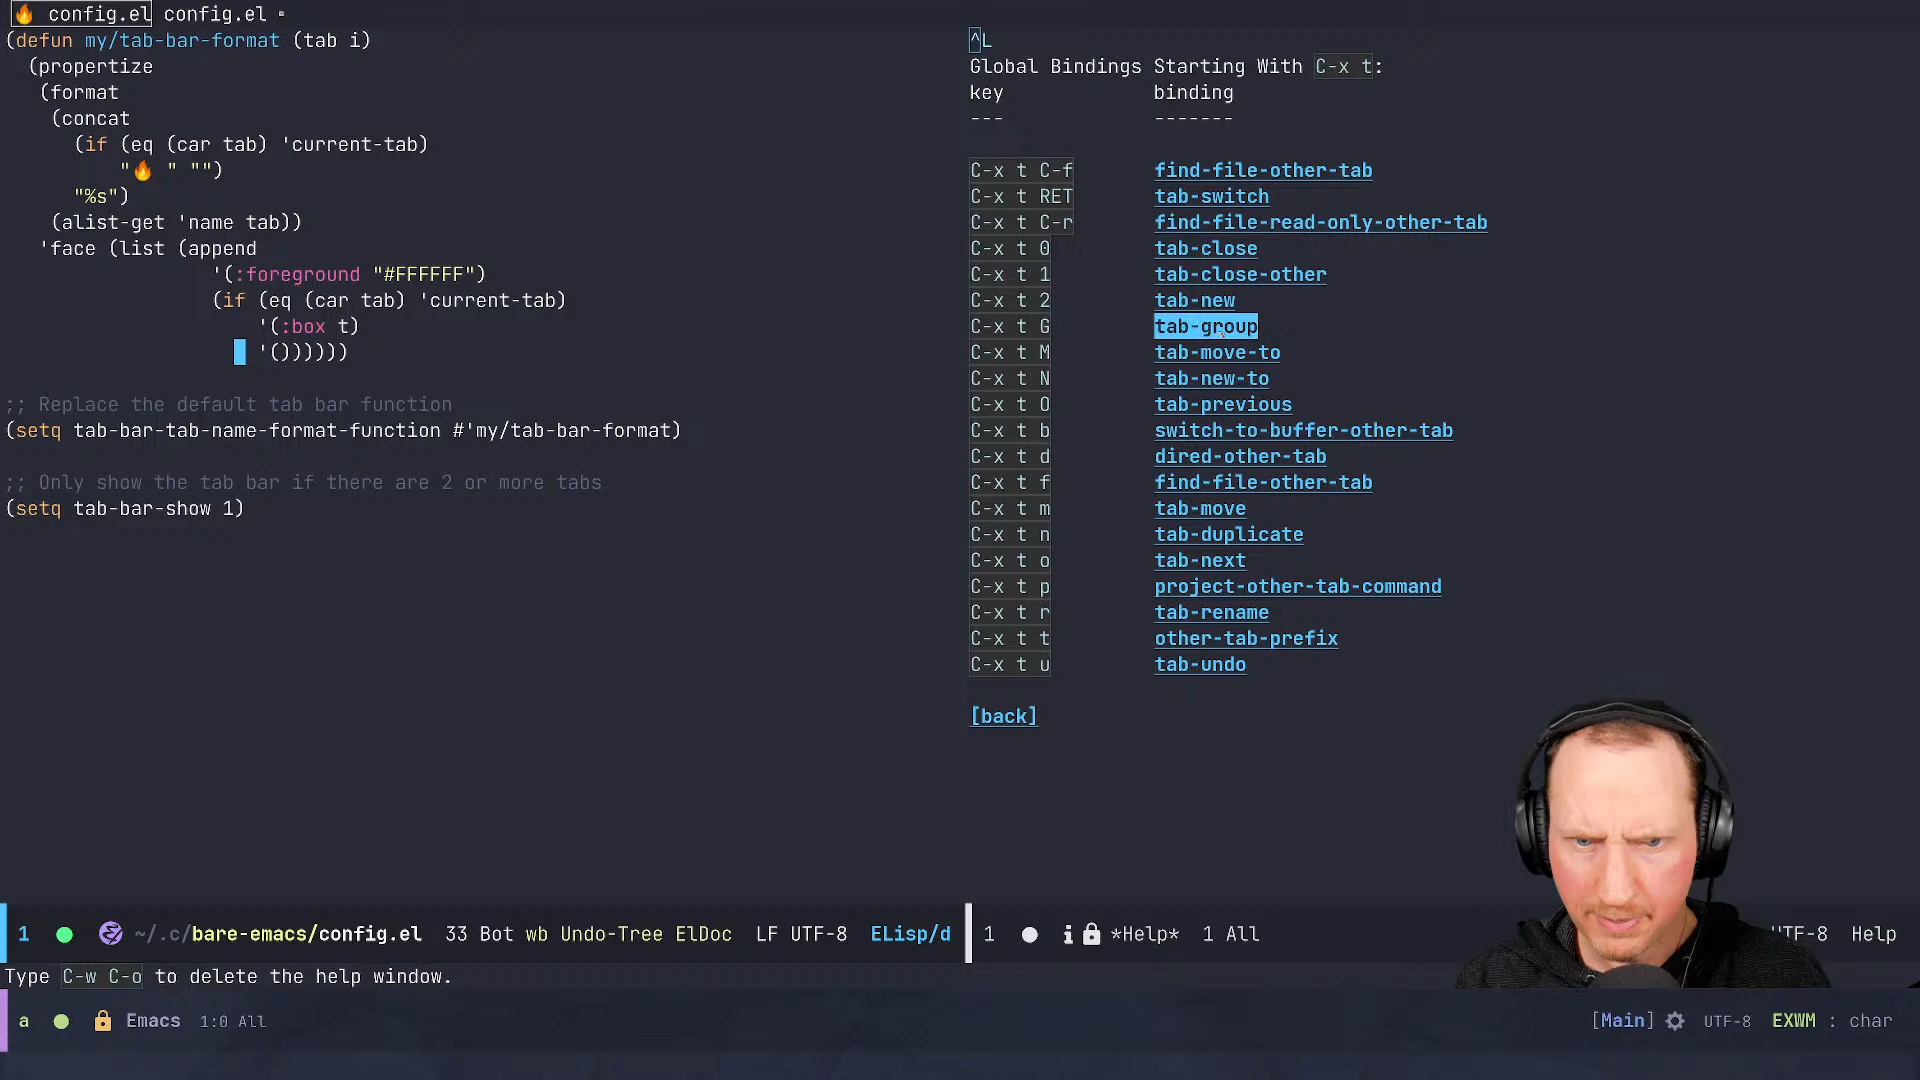 🔥 config.el config.el
(defun my/tab-bar-format (tab i)
(propertize
(format
(concat
(if (eq (car tab) 'current-tab)
"🔥 " "")
"%s")
(alist-get 'name tab))
'face (list (append
'(:foreground "#FFFFFF")
(if (eq (car tab) 'current-tab)
'(:box t)
'())))))
;; Replace the default tab bar function
(setq tab-bar-tab-name-format-function #'my/tab-bar-format)
;; Only show the tab bar if there are 2 or more tabs
(setq tab-bar-show 1)
^L
Global Bindings Starting With C-x t:
key binding
--- -------
C-x t C-f find-file-other-tab
C-x t RET tab-switch
C-x t C-r find-file-read-only-other-tab
C-x t 0 tab-close
C-x t 1 tab-close-other
C-x t 2 tab-new
C-x t G tab-group
C-x t M tab-move-to
C-x t N tab-new-to
C-x t O tab-previous
C-x t b switch-to-buffer-other-tab
C-x t d dired-other-tab
C-x t f find-file-other-tab
C-x t m tab-move
C-x t n tab-duplicate
C-x t o tab-next
C-x t p project-other-tab-command
C-x t r tab-rename
C-x t t other-tab-prefix
C-x t u tab-undo
[back]
1 ~/.c/bare-emacs/config.el 33 Bot wb Undo-Tree ElDoc LF UTF-8 ELisp/d
1 *Help* 1 All UTF-8 Help
Type C-w C-o to delete the help window.
a Emacs 1:0 All [Main] UTF-8 EXWM : char